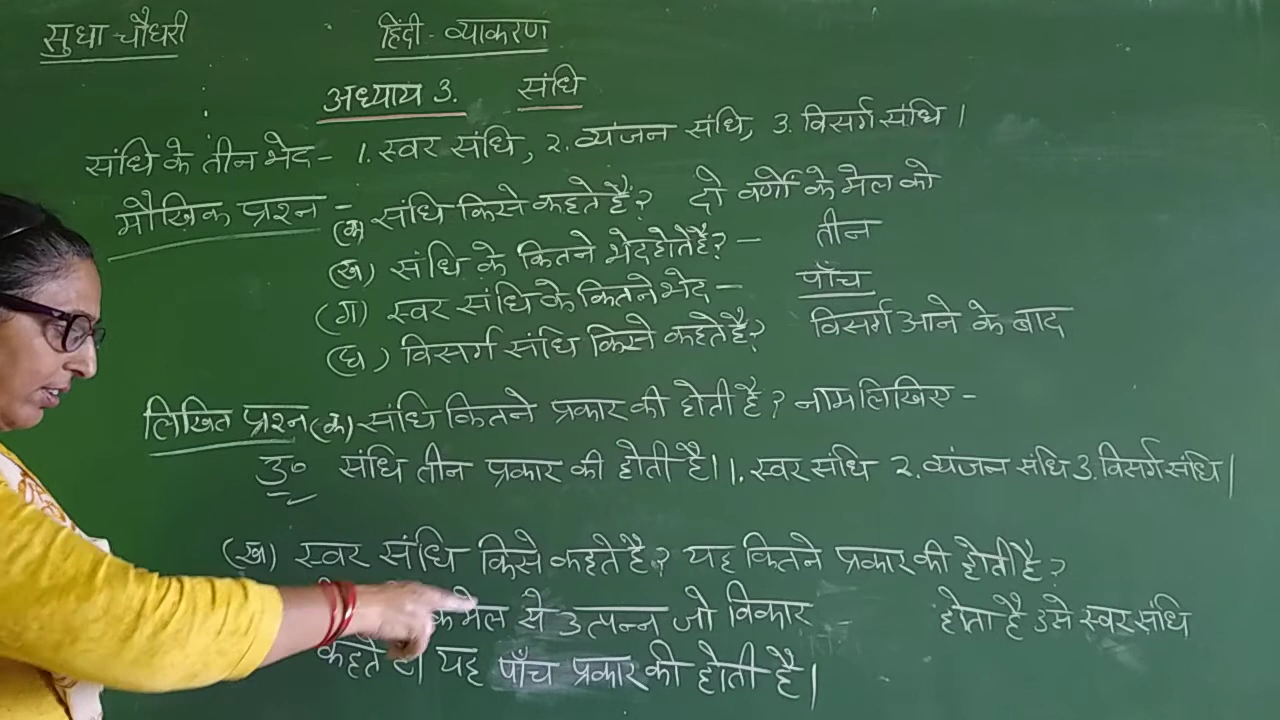 सुधा चौधरी
हिंदी - व्याकरण
अध्याय 3. संधि
संधि के तीन भेद - 1. स्वर संधि, 2. व्यंजन संधि, 3. विसर्ग संधि।
मौखिक प्रश्न - (क) संधि किसे कहते हैं? दो वर्णों के मेल को
(ख) संधि के कितने भेद होते हैं? - तीन
(ग) स्वर संधि के कितने भेद - पाँच
(घ) विसर्ग संधि किसे कहते है? विसर्ग आने के बाद
लिखित प्रश्न (क) संधि कितने प्रकार की होती है? नाम लिखिए -
उ० संधि तीन प्रकार की होती है। 1. स्वर संधि 2. व्यंजन संधि 3. विसर्ग संधि।
(ख) स्वर संधि किसे कहते है? यह कितने प्रकार की होती है?
के मेल से उत्पन्न जो विकार होता है उसे स्वर संधि
कहते है। यह पाँच प्रकार की होती है।